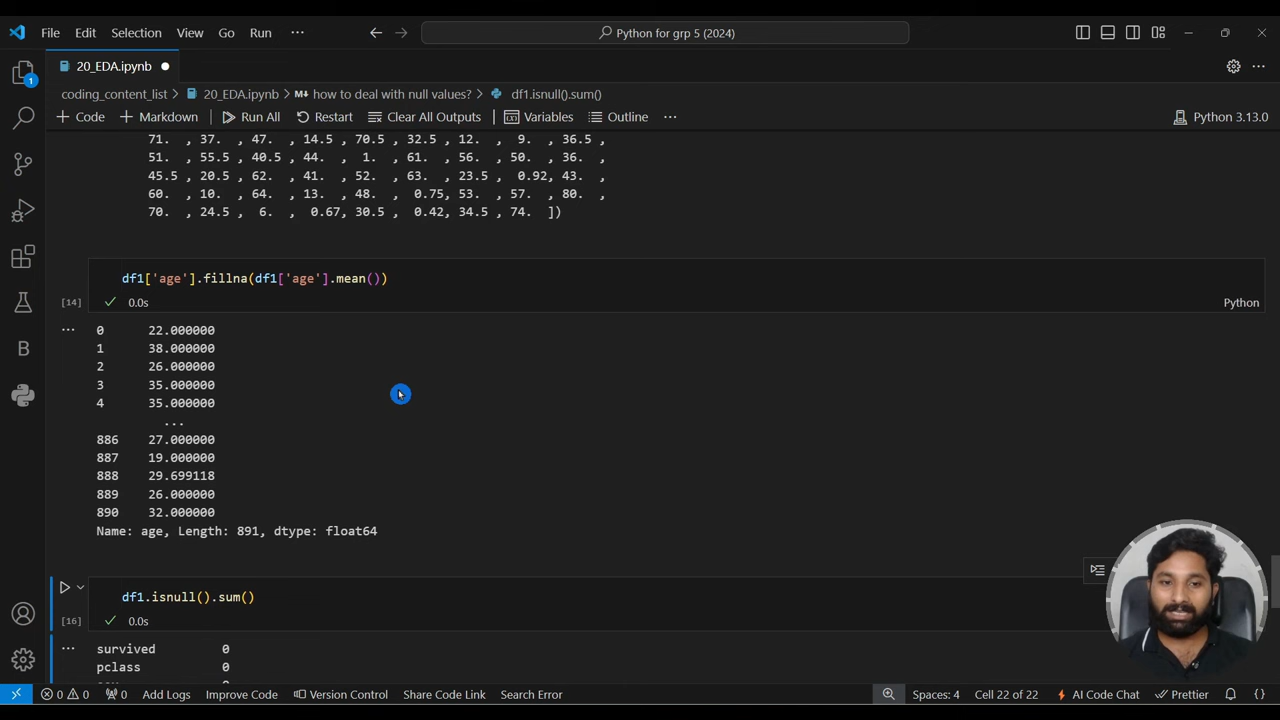 File Edit Selection View Go Run ··· Python for grp 5 (2024)
20_EDA.ipynb
coding_content_list > 20_EDA.ipynb > how to deal with null values? > df1.isnull().sum()
+ Code + Markdown Run All Restart Clear All Outputs Variables Outline ··· Python 3.13.0
71. , 37. , 47. , 14.5 , 70.5 , 32.5 , 12. , 9. , 36.5 ,
51. , 55.5 , 40.5 , 44. , 1. , 61. , 56. , 50. , 36. ,
45.5 , 20.5 , 62. , 41. , 52. , 63. , 23.5 , 0.92, 43. ,
60. , 10. , 64. , 13. , 48. , 0.75, 53. , 57. , 80. ,
70. , 24.5 , 6. , 0.67, 30.5 , 0.42, 34.5 , 74. ])
df1['age'].fillna(df1['age'].mean())
[14] 0.0s Python
0 22.000000
1 38.000000
2 26.000000
3 35.000000
4 35.000000
...
886 27.000000
887 19.000000
888 29.699118
889 26.000000
890 32.000000
Name: age, Length: 891, dtype: float64
df1.isnull().sum()
[16] 0.0s
survived 0
pclass 0
0 0 0 Add Logs Improve Code Version Control Share Code Link Search Error Spaces: 4 Cell 22 of 22 AI Code Chat Prettier